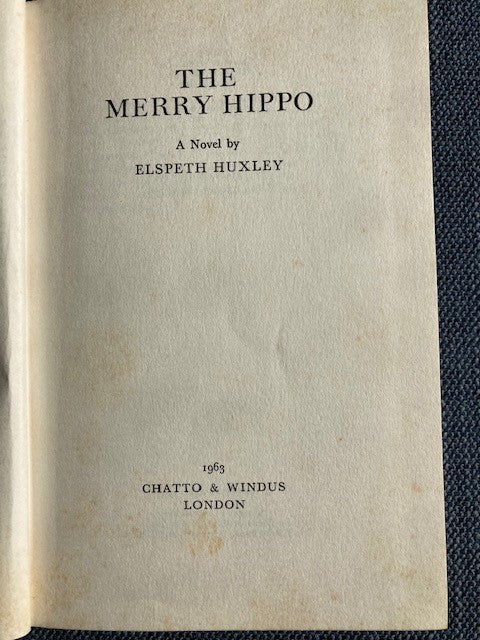 THE
MERRY HIPPO
A Novel by
ELSPETH HUXLEY
1963
CHATTO & WINDUS
LONDON